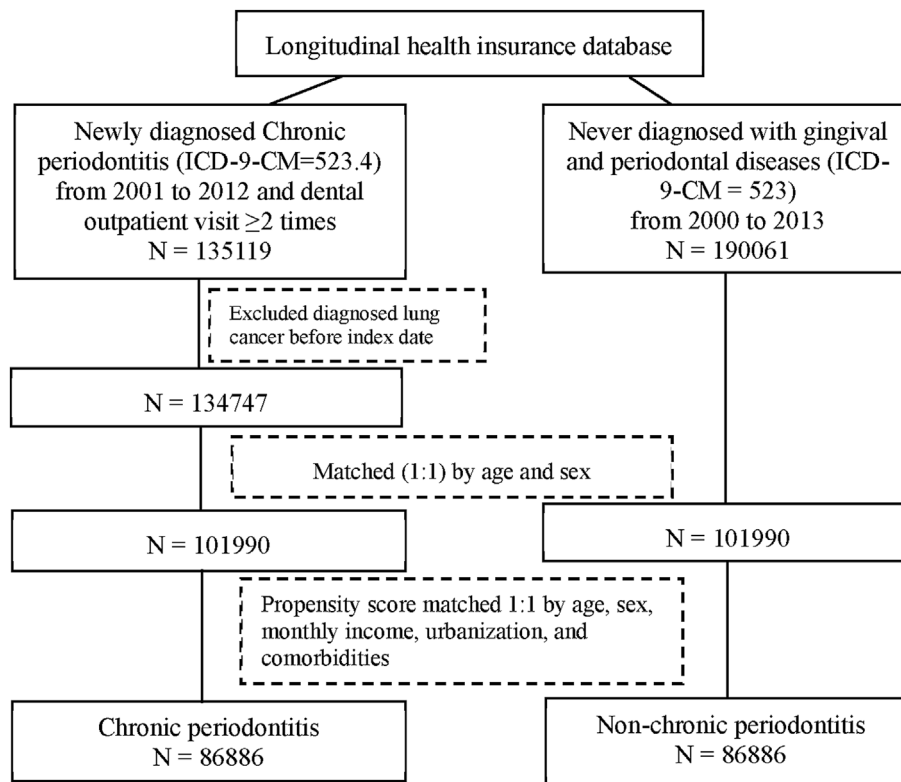 Longitudinal health insurance database
Newly diagnosed Chronic
periodontitis (ICD-9-CM=523.4)
from 2001 to 2012 and dental
outpatient visit ≥2 times
N = 135119
Never diagnosed with gingival
and periodontal diseases (ICD-
9-CM = 523)
from 2000 to 2013
N = 190061
Excluded diagnosed lung
cancer before index date
N = 134747
Matched (1:1) by age and sex
N = 101990
N = 101990
Propensity score matched 1:1 by age, sex,
monthly income, urbanization, and
comorbidities
Chronic periodontitis
N = 86886
Non-chronic periodontitis
N = 86886